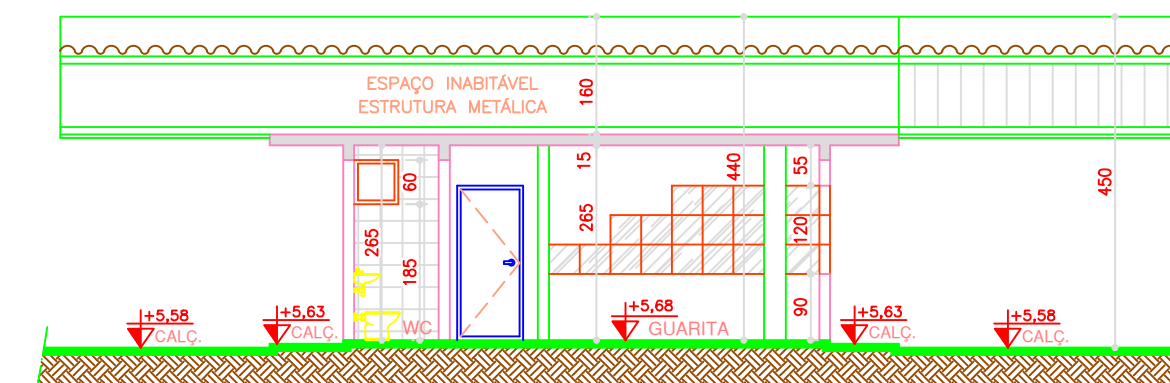 ESPAÇO INABITÁVEL
ESTRUTURA METÁLICA
160
15
440
55
450
60
265
185
265
120
90
+5,58
CALÇ.
+5,63
CALÇ.
WC
+5,68
GUARITA
+5,63
CALÇ.
+5,58
CALÇ.